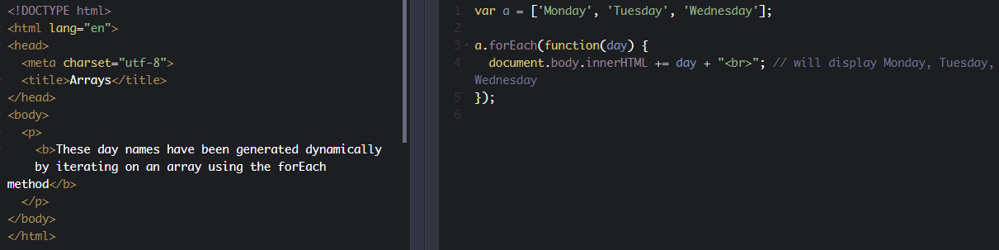 <!DOCTYPE html>
<html lang="en">
<head>
  <meta charset="utf-8">
  <title>Arrays</title>
</head>
<body>
  <p>
    <b>These day names have been generated dynamically
    by iterating on an array using the forEach
method</b>
  </p>
</body>
</html>
1 var a = ['Monday', 'Tuesday', 'Wednesday'];
2
3 a.forEach(function(day) {
4   document.body.innerHTML += day + "<br>"; // will display Monday, Tuesday,
Wednesday
5 });
6